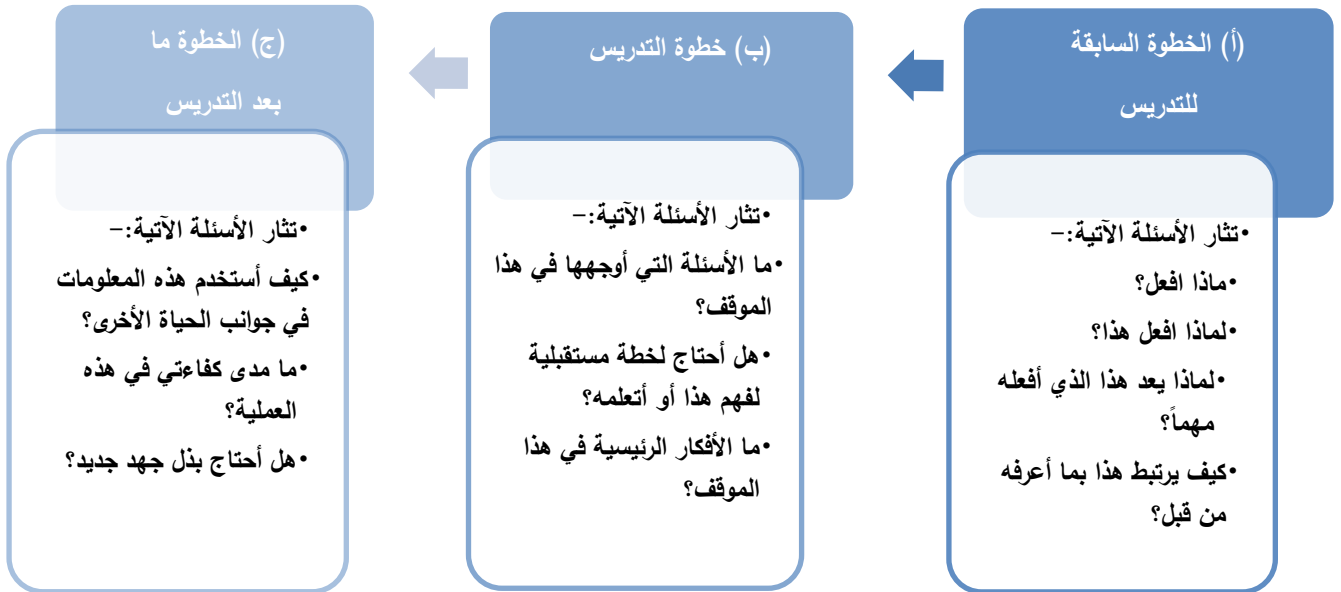 (أ) الخطوة السابقة
للتدريس
•تثار الأسئلة الآتية:-
•ماذا افعل؟
•لماذا افعل هذا؟
•لماذا يعد هذا الذي أفعله
مهماً؟
•كيف يرتبط هذا بما أعرفه
من قبل؟
(ب) خطوة التدريس
•تثار الأسئلة الآتية:-
•ما الأسئلة التي أوجهها في هذا
الموقف؟
•هل أحتاج لخطة مستقبلية
لفهم هذا أو أتعلمه؟
•ما الأفكار الرئيسية في هذا
الموقف؟
(ج) الخطوة ما
بعد التدريس
•تثار الأسئلة الآتية:-
•كيف أستخدم هذه المعلومات
في جوانب الحياة الأخرى؟
•ما مدى كفاءتي في هذه
العملية؟
•هل أحتاج بذل جهد جديد؟